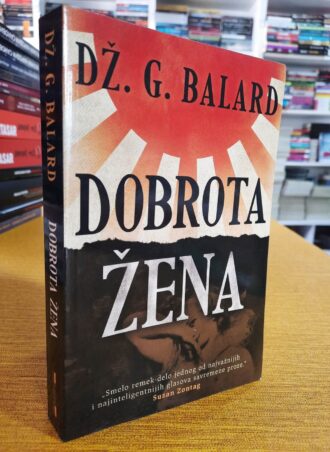 DŽ. G. BALARD
DOBROTA
ŽENA
„Smelo remek-delo jednog od najvažnijih
i najinteligentnijih glasova savremene proze.“
Suzan Zontag
DŽ. G. BALARD
DOBROTA ŽENA